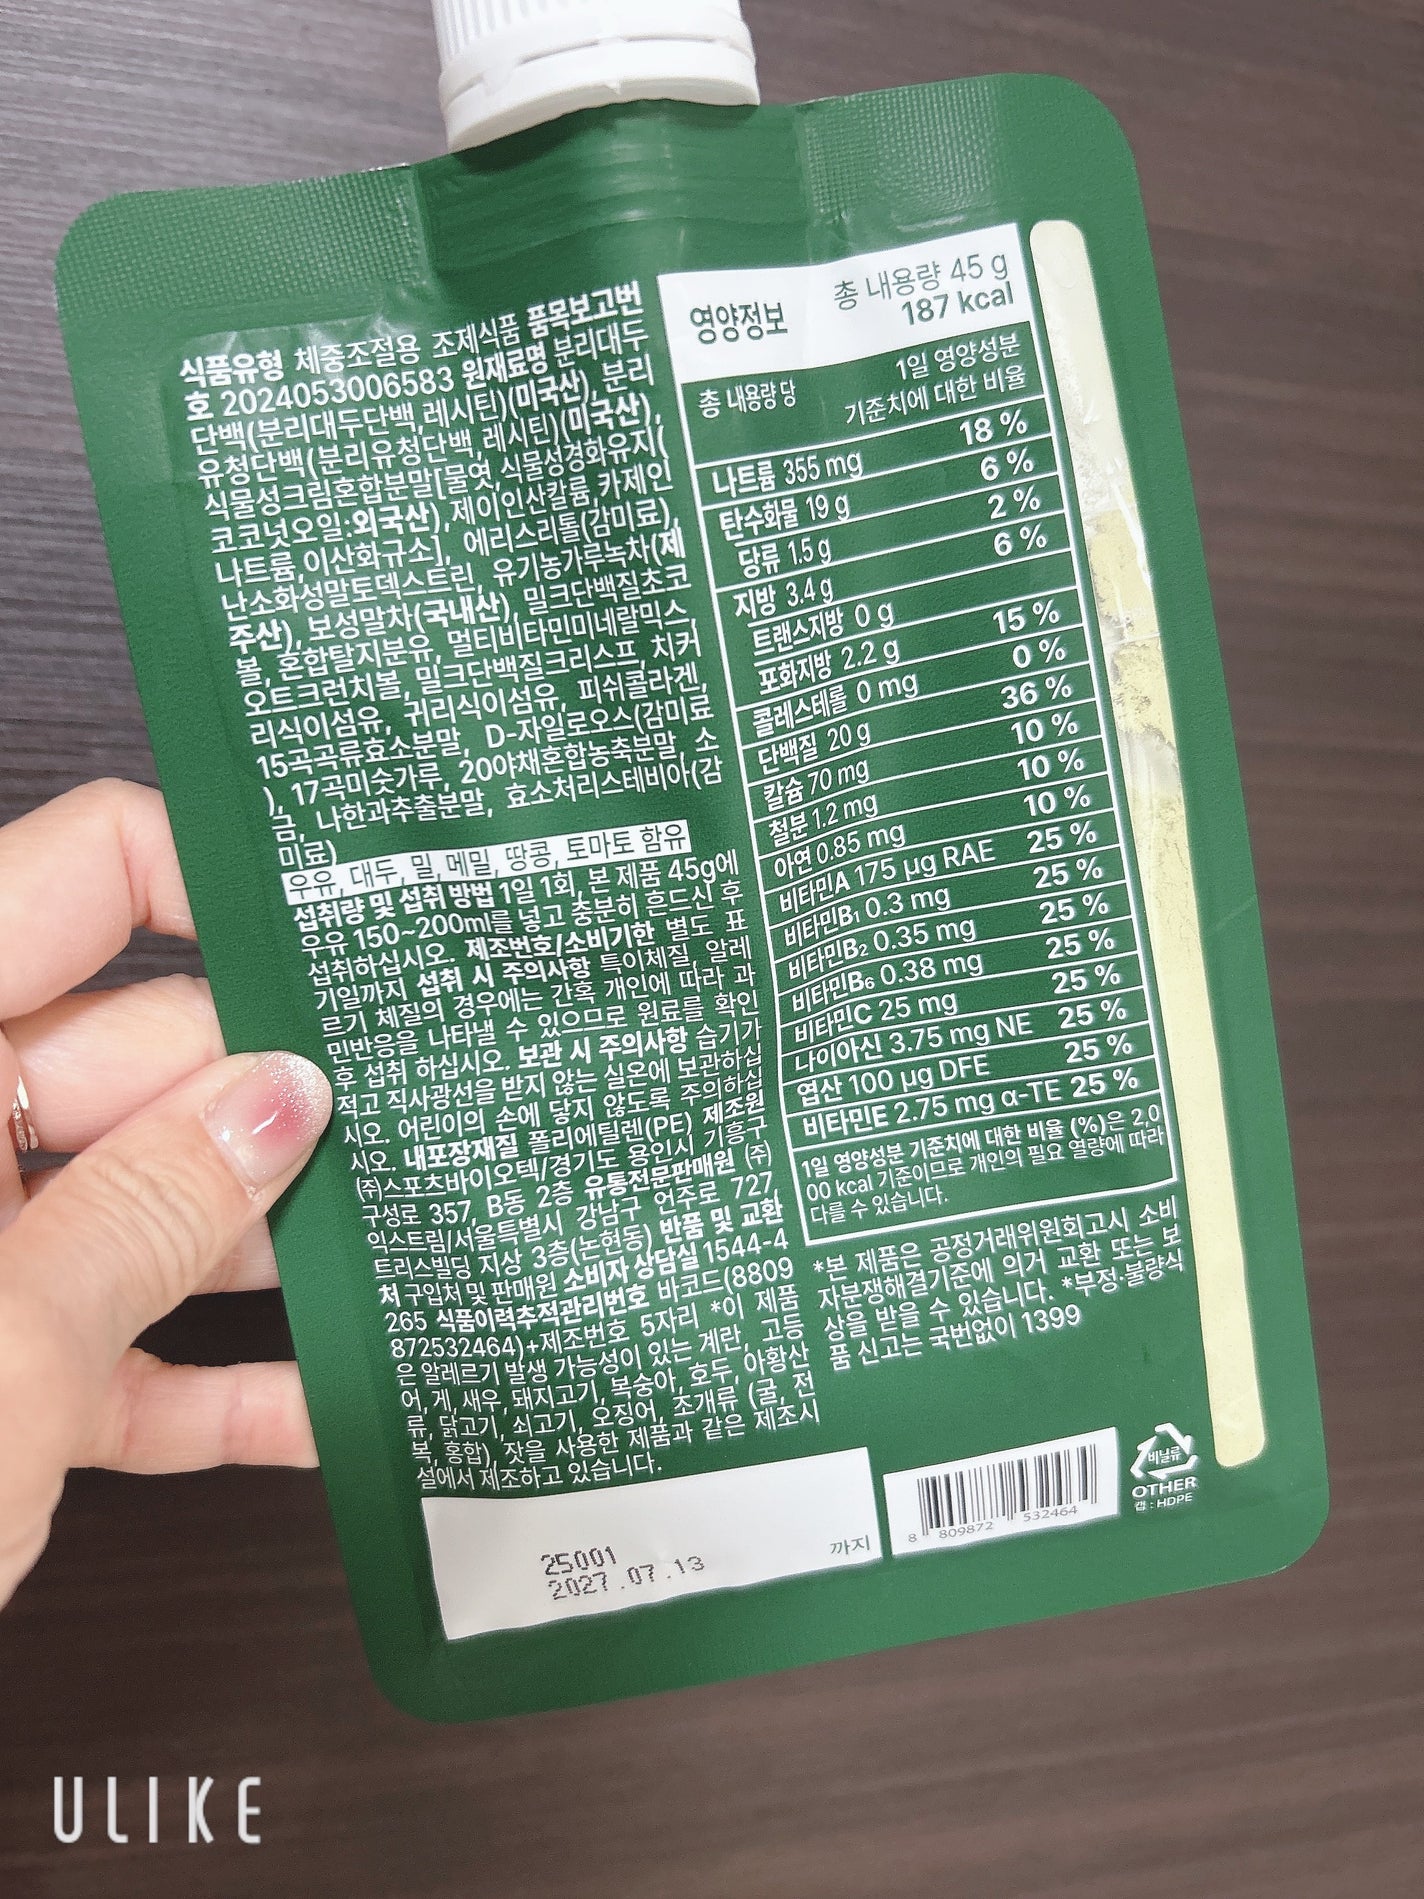 식품유형 체중조절용 조제식품 품목보고번
호 2024053006583 원재료명 분리대두
단백(분리대두단백,레시틴)(미국산), 분리
유청단백(분리유청단백, 레시틴)(미국산),
식물성크림혼합분말[물엿, 식물성경화유지(
코코넛오일:외국산), 제이인산칼륨, 카제인
나트륨, 이산화규소], 에리스리톨(감미료),
난소화성말토덱스트린, 유기농가루녹차(제
주산), 보성말차(국내산), 밀크단백질초코
볼, 혼합탈지분유, 멀티비타민미네랄믹스,
오트크런치볼, 밀크단백질크리스프, 치커
리식이섬유, 귀리식이섬유, 피쉬콜라겐,
15곡곡류효소분말, D-자일로오스(감미료
), 17곡미숫가루, 20야채혼합농축분말, 소
금, 나한과추출분말, 효소처리스테비아(감
미료)
우유, 대두, 밀, 메밀, 땅콩, 토마토 함유
섭취량 및 섭취 방법 1일 1회, 본 제품 45g에
우유 150~200ml를 넣고 충분히 흔드신 후
섭취하십시오. 제조번호/소비기한 별도 표
기일까지 섭취 시 주의사항 특이체질, 알레
르기 체질의 경우에는 간혹 개인에 따라 과
민반응을 나타낼 수 있으므로 원료를 확인
후 섭취 하십시오. 보관 시 주의사항 습기가
적고 직사광선을 받지 않는 실온에 보관하십
시오. 어린이의 손에 닿지 않도록 주의하십
시오. 내포장재질 폴리에틸렌(PE) 제조원
㈜스포츠바이오텍/경기도 용인시 기흥구
구성로 357, B동 2층 유통전문판매원 ㈜
익스트림/서울특별시 강남구 언주로 727,
트리스빌딩 지상 3층(논현동) 반품 및 교환
처 구입처 및 판매원 소비자 상담실 1544-4
265 식품이력추적관리번호 바코드(8809
872532464)+제조번호 5자리 *이 제품
은 알레르기 발생 가능성이 있는 계란, 고등
어, 게, 새우, 돼지고기, 복숭아, 호두, 아황산
류, 닭고기, 쇠고기, 오징어, 조개류 (굴, 전
복, 홍합), 잣을 사용한 제품과 같은 제조시
설에서 제조하고 있습니다.
영양정보 총 내용량 45 g
187 kcal
총 내용량 당 1일 영양성분
기준치에 대한 비율
나트륨 355 mg 18 %
탄수화물 19 g 6 %
당류 1.5 g 2 %
지방 3.4 g 6 %
트랜스지방 0 g
포화지방 2.2 g 15 %
콜레스테롤 0 mg 0 %
단백질 20 g 36 %
칼슘 70 mg 10 %
철분 1.2 mg 10 %
아연 0.85 mg 10 %
비타민A 175 μg RAE 25 %
비타민B₁ 0.3 mg 25 %
비타민B₂ 0.35 mg 25 %
비타민B₆ 0.38 mg 25 %
비타민C 25 mg 25 %
나이아신 3.75 mg NE 25 %
엽산 100 μg DFE 25 %
비타민E 2.75 mg α-TE 25 %
1일 영양성분 기준치에 대한 비율 (%)은 2,0
00 kcal 기준이므로 개인의 필요 열량에 따라
다를 수 있습니다.
*본 제품은 공정거래위원회고시 소비
자분쟁해결기준에 의거 교환 또는 보
상을 받을 수 있습니다. *부정·불량식
품 신고는 국번없이 1399
25001
2027.07.13
까지
8 809872 532464
비닐류
OTHER
캡 : HDPE
ULIKE